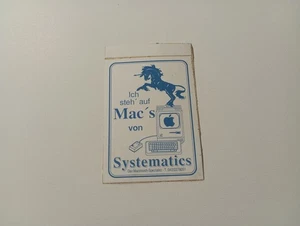 Ich
steh´ auf
Mac´s
von
Systematics